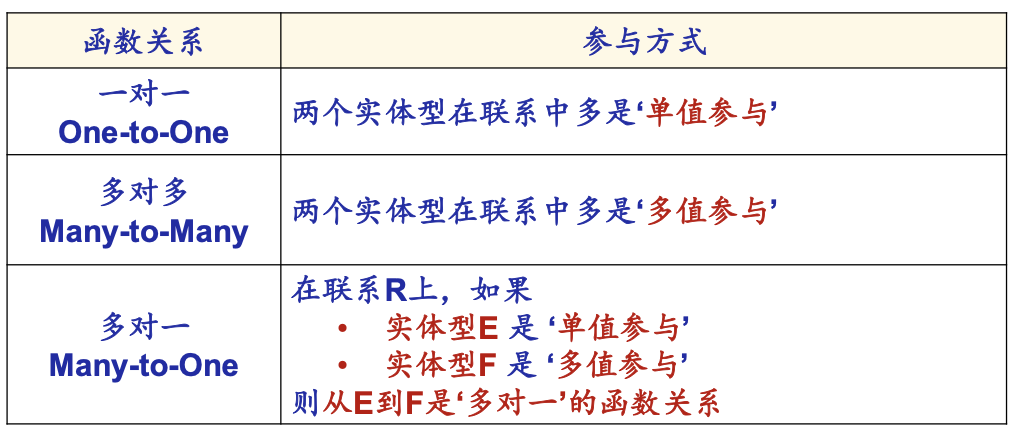 函数关系
参与方式
一对一
One-to-One
两个实体型在联系中多是‘单值参与’
多对多
Many-to-Many
两个实体型在联系中多是‘多值参与’
多对一
Many-to-One
在联系R上，如果
• 实体型E 是 ‘单值参与’
• 实体型F 是 ‘多值参与’
则从E到F是‘多对一’的函数关系